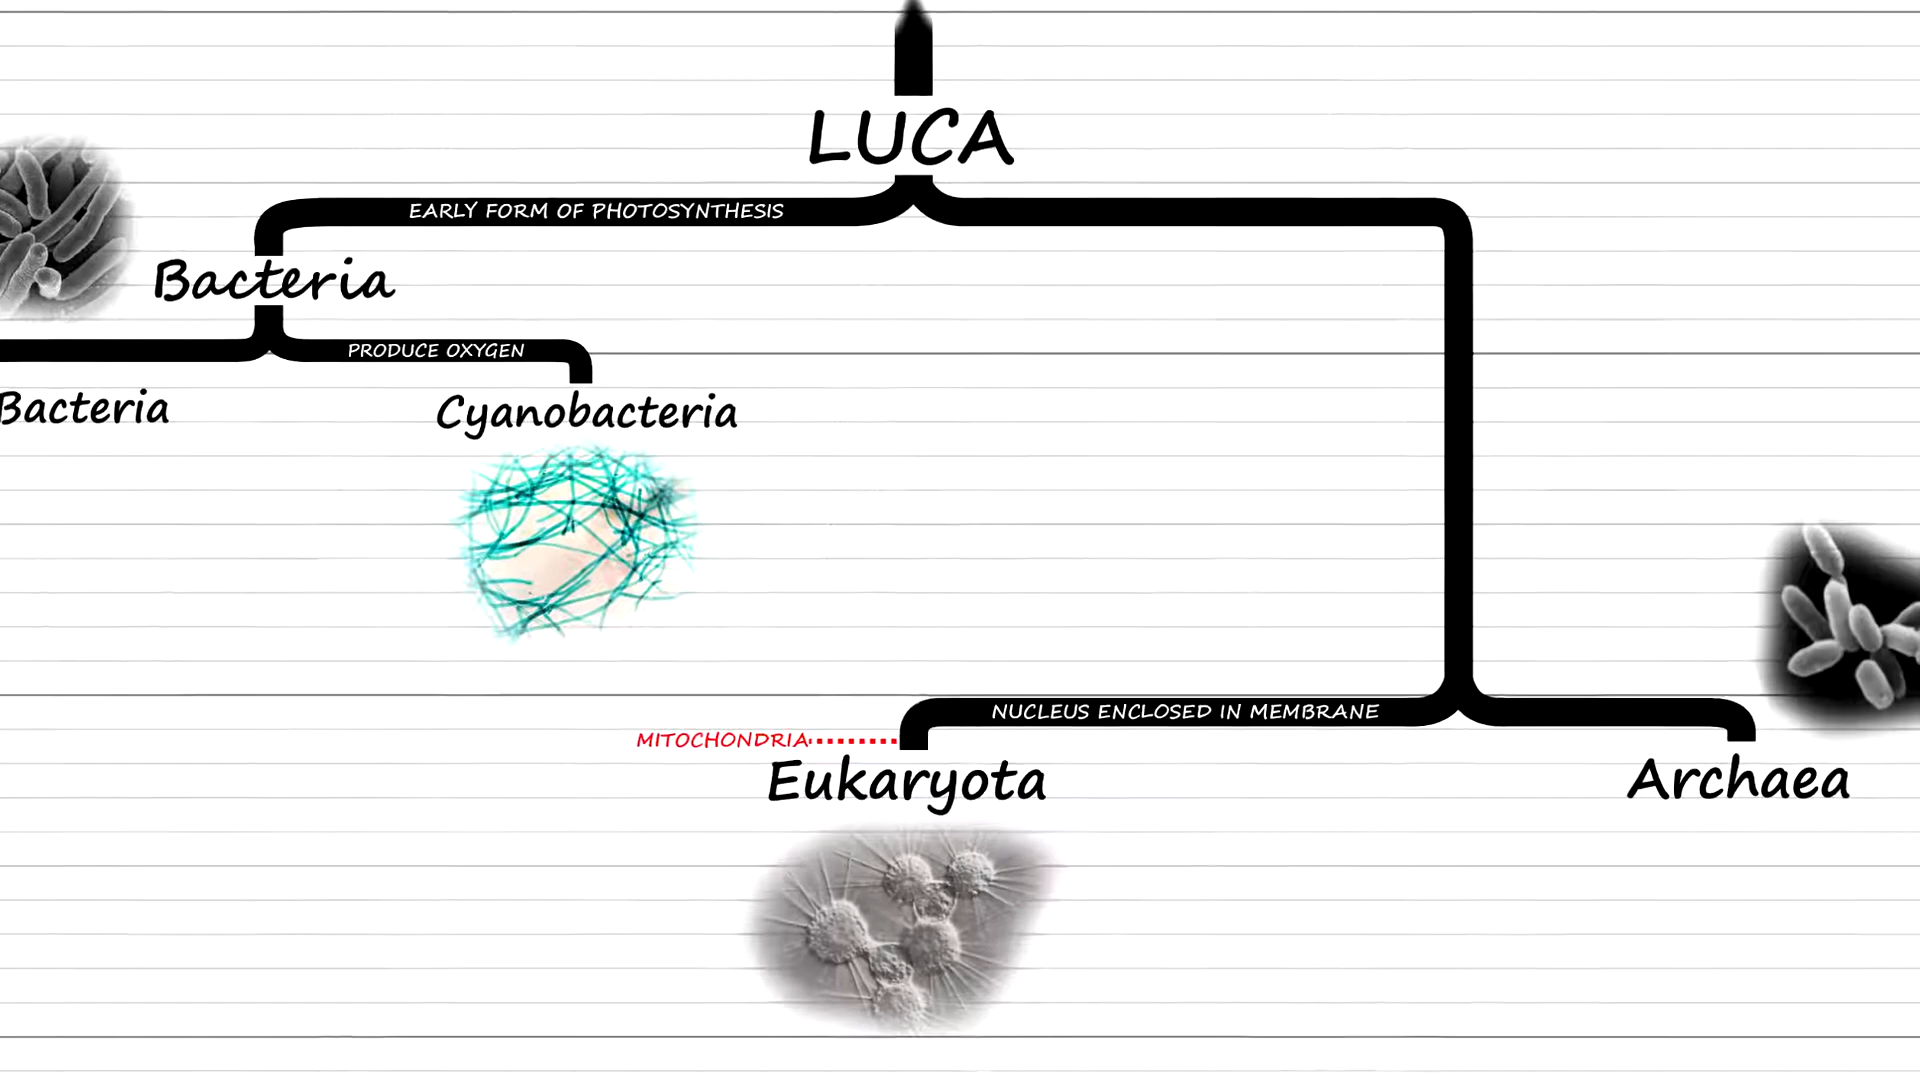 LUCA
EARLY FORM OF PHOTOSYNTHESIS
Bacteria
PRODUCE OXYGEN
Bacteria
Cyanobacteria
NUCLEUS ENCLOSED IN MEMBRANE
MITOCHONDRIA
Eukaryota
Archaea